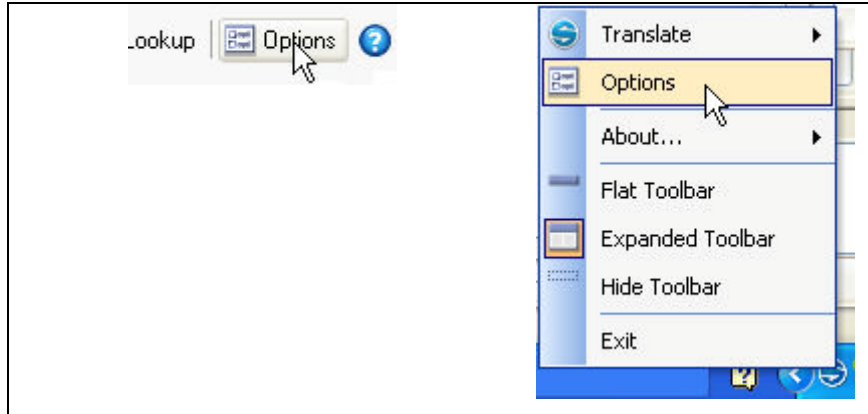 Lookup Options ?
Translate
Options
About...
Flat Toolbar
Expanded Toolbar
Hide Toolbar
Exit
?